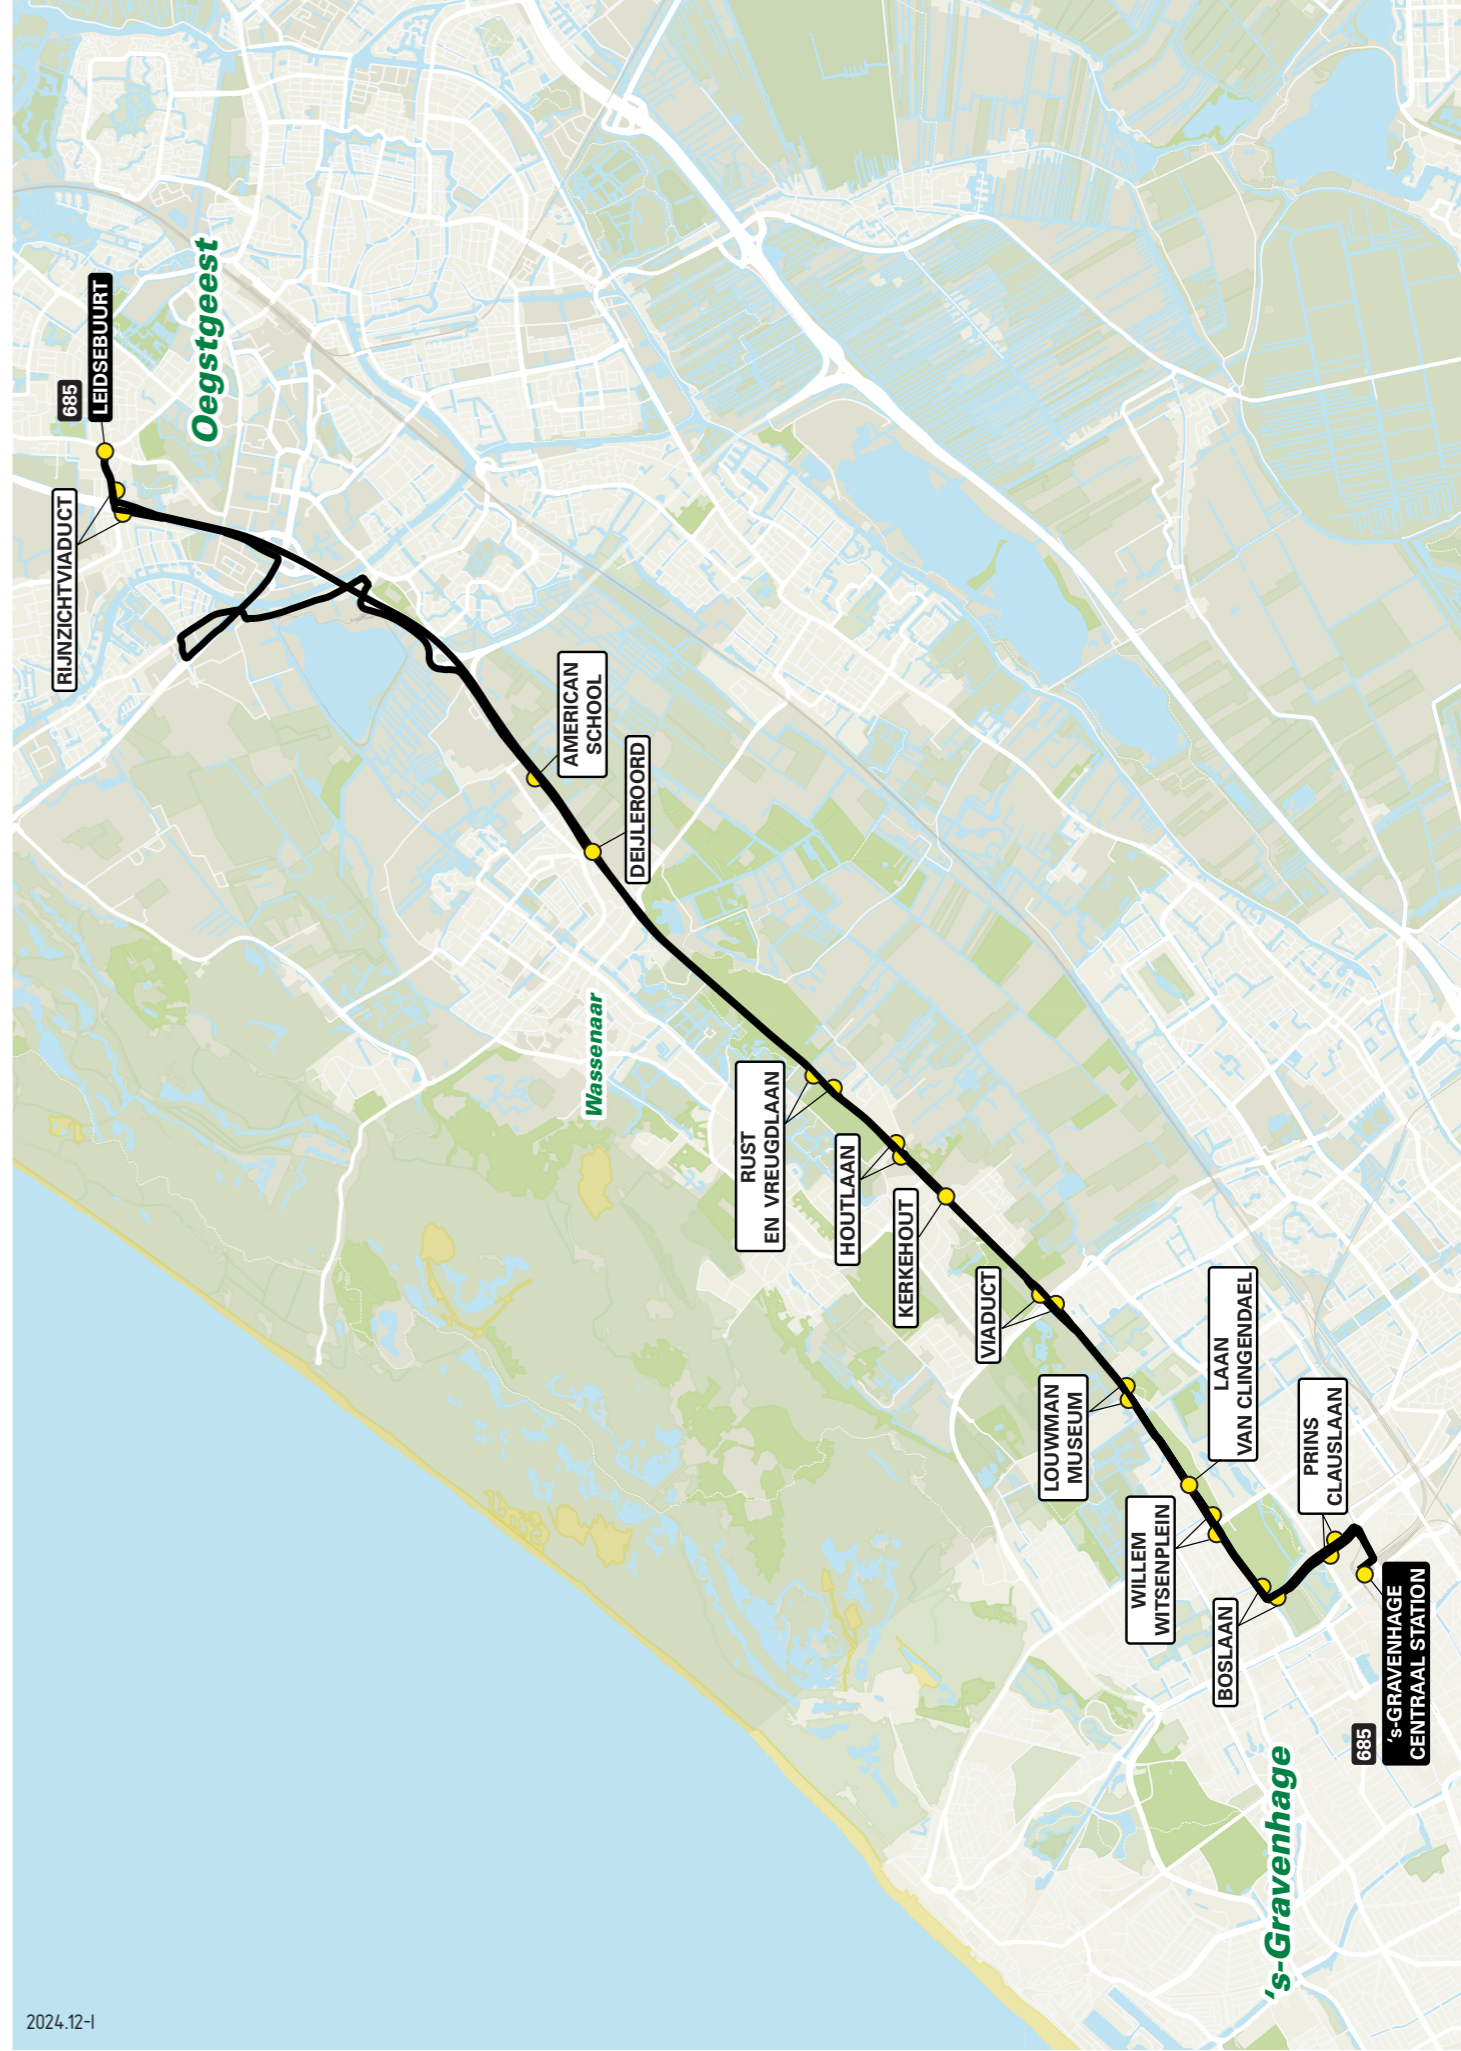 685
LEIDSEBUURT
Oegstgeest
RIJNZICHTVIADUCT
AMERICAN
SCHOOL
DEIJLEROORD
Wassenaar
RUST
EN VREUGDLAAN
HOUTLAAN
KERKEHOUT
VIADUCT
LOUWMAN
MUSEUM
LAAN
VAN CLINGENDAEL
WILLEM
WITSENPLEIN
PRINS
CLAUSLAAN
BOSLAAN
685
's-GRAVENHAGE
CENTRAAL STATION
's-Gravenhage
2024.12-I